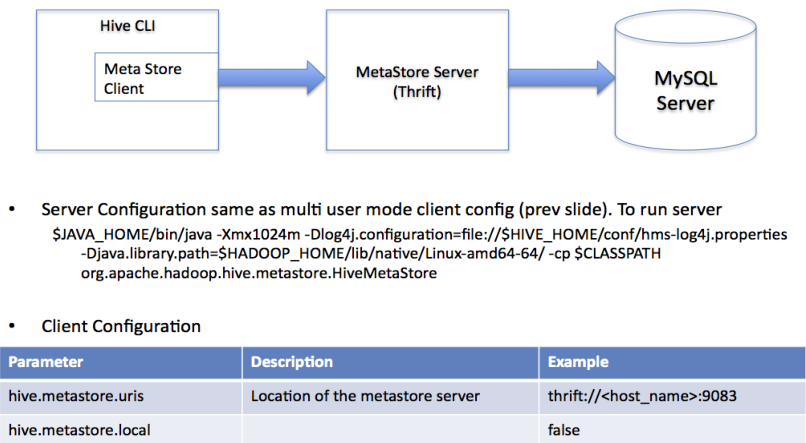 Hive CLI
Meta Store
Client
MetaStore Server
(Thrift)
MySQL
Server
• Server Configuration same as multi user mode client config (prev slide). To run server
$JAVA_HOME/bin/java -Xmx1024m -Dlog4j.configuration=file://$HIVE_HOME/conf/hms-log4j.properties
-Djava.library.path=$HADOOP_HOME/lib/native/Linux-amd64-64/ -cp $CLASSPATH
org.apache.hadoop.hive.metastore.HiveMetaStore
• Client Configuration
Parameter Description Example
hive.metastore.uris Location of the metastore server thrift://<host_name>:9083
hive.metastore.local false